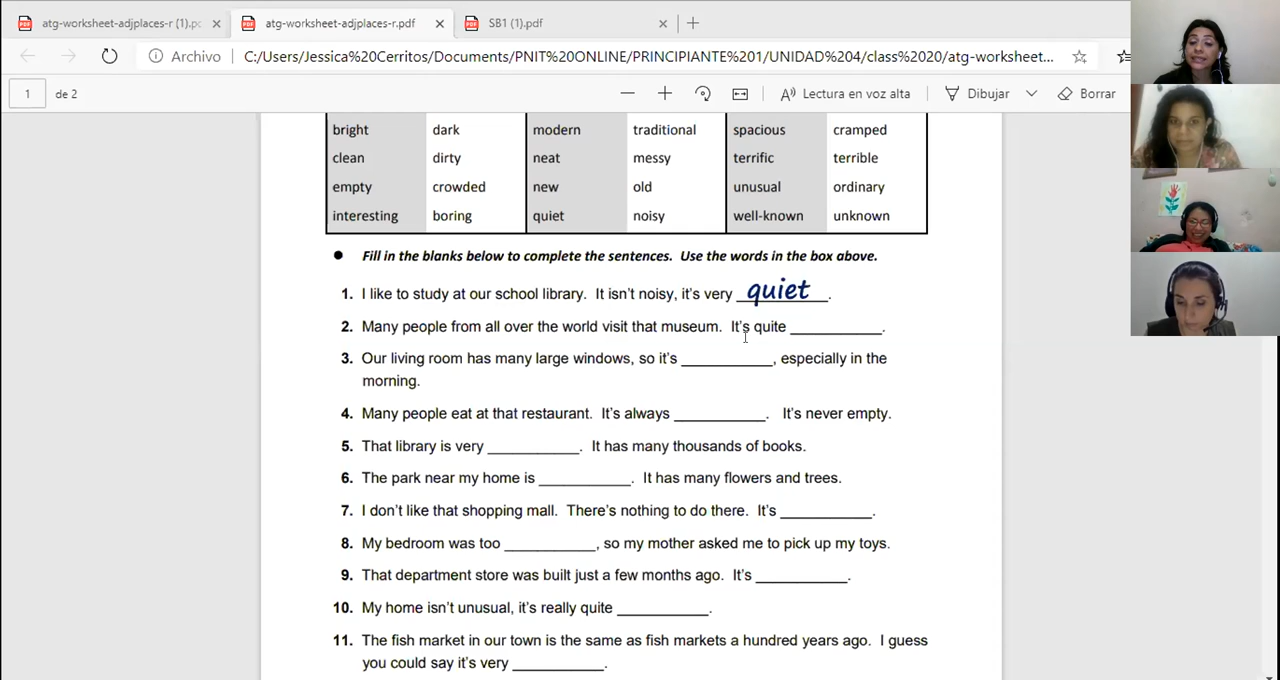 atg-worksheet-adjplaces-r (1).pc
atg-worksheet-adjplaces-r.pdf
SB1 (1).pdf
Archivo
C:/Users/Jessica%20Cerritos/Documents/PNIT%20ONLINE/PRINCIPIANTE%201/UNIDAD%204/class%2020/atg-worksheet...
1 de 2
Lectura en voz alta
Dibujar
Borrar
bright dark modern traditional spacious cramped
clean dirty neat messy terrific terrible
empty crowded new old unusual ordinary
interesting boring quiet noisy well-known unknown
● Fill in the blanks below to complete the sentences. Use the words in the box above.
1. I like to study at our school library. It isn't noisy, it's very quiet.
2. Many people from all over the world visit that museum. It's quite ___________.
3. Our living room has many large windows, so it's ___________, especially in the
morning.
4. Many people eat at that restaurant. It's always ___________. It's never empty.
5. That library is very ___________. It has many thousands of books.
6. The park near my home is ___________. It has many flowers and trees.
7. I don't like that shopping mall. There's nothing to do there. It's ___________.
8. My bedroom was too ___________, so my mother asked me to pick up my toys.
9. That department store was built just a few months ago. It's ___________.
10. My home isn't unusual, it's really quite ___________.
11. The fish market in our town is the same as fish markets a hundred years ago. I guess
you could say it's very ___________.